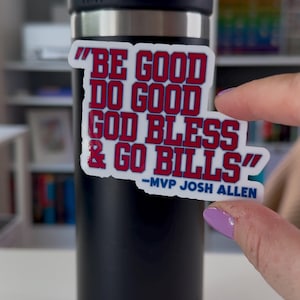 "BE GOOD
DO GOOD
GOD BLESS
& GO BILLS"
–MVP JOSH ALLEN